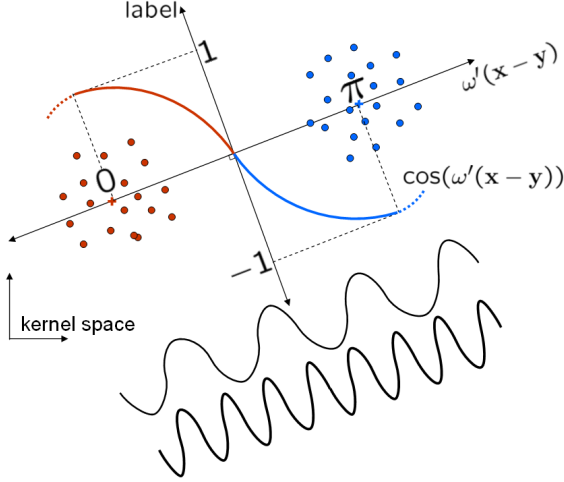 label
1
π
ω′(x − y)
0
cos(ω′(x − y))
−1
kernel space